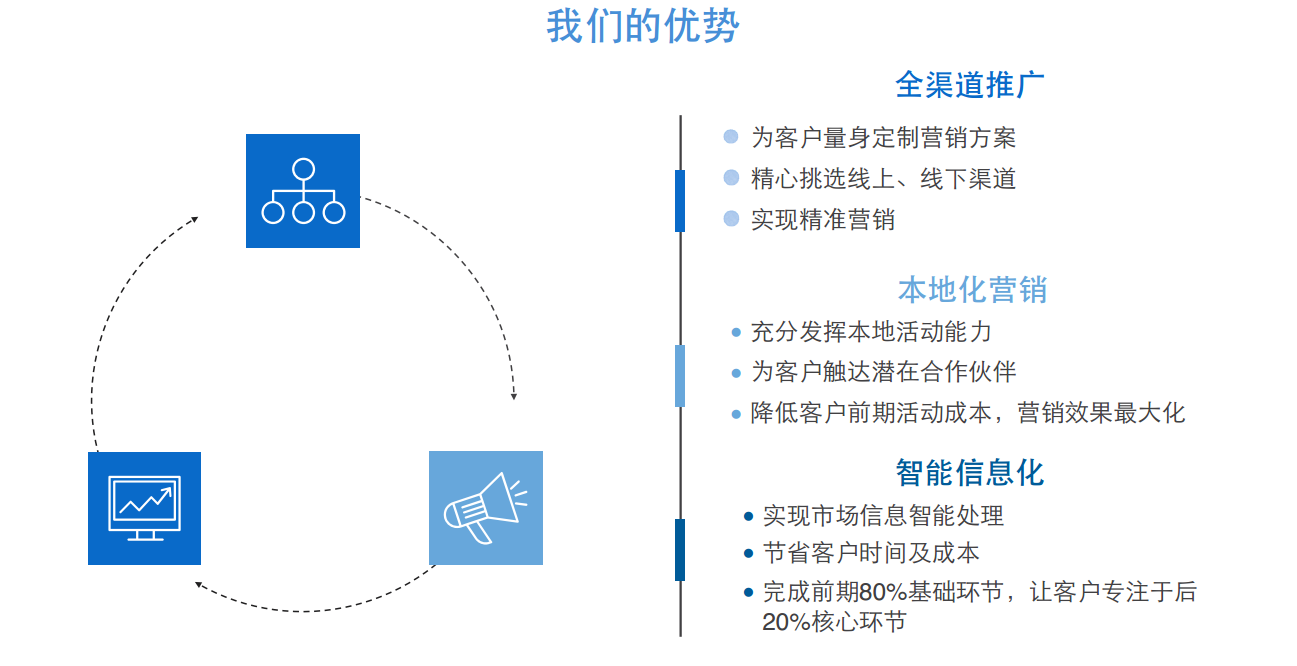 我们的优势
全渠道推广
为客户量身定制营销方案
精心挑选线上、线下渠道
实现精准营销
本地化营销
充分发挥本地活动能力
为客户触达潜在合作伙伴
降低客户前期活动成本，营销效果最大化
智能信息化
实现市场信息智能处理
节省客户时间及成本
完成前期80%基础环节，让客户专注于后
20%核心环节